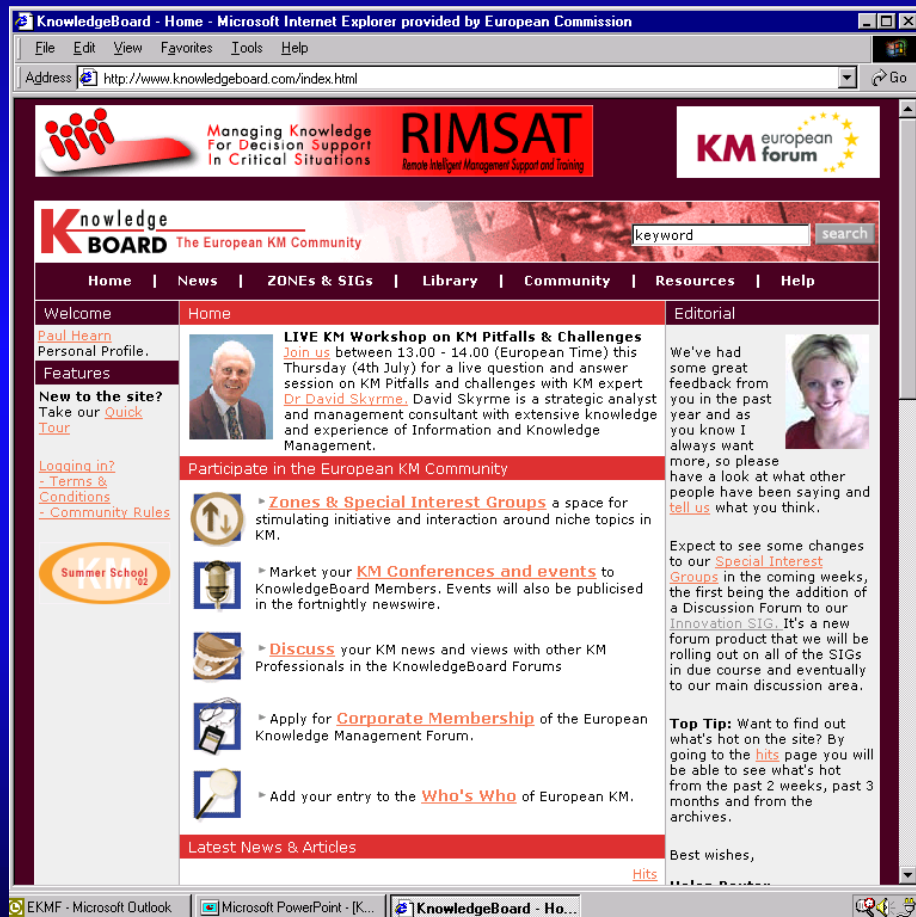 KnowledgeBoard - Home - Microsoft Internet Explorer provided by European Commission
File Edit View Favorites Tools Help
Address http://www.knowledgeboard.com/index.html Go
Managing Knowledge
For Decision Support
In Critical Situations
RIMSAT
Remote Intelligent Management Support and Training
KM european
forum
Knowledge
BOARD The European KM Community
keyword search
Home | News | ZONEs & SIGs | Library | Community | Resources | Help
Welcome
Paul Hearn
Personal Profile.
Features
New to the site?
Take our Quick
Tour
Logging in?
- Terms &
Conditions
- Community Rules
KM
Summer School '02
Home
LIVE KM Workshop on KM Pitfalls & Challenges
Join us between 13.00 - 14.00 (European Time) this
Thursday (4th July) for a live question and answer
session on KM Pitfalls and challenges with KM expert
Dr David Skyrme. David Skyrme is a strategic analyst
and management consultant with extensive knowledge
and experience of Information and Knowledge
Management.
Participate in the European KM Community
Zones & Special Interest Groups a space for
stimulating initiative and interaction around niche topics in
KM.
Market your KM Conferences and events to
KnowledgeBoard Members. Events will also be publicised
in the fortnightly newswire.
Discuss your KM news and views with other KM
Professionals in the KnowledgeBoard Forums
Apply for Corporate Membership of the European
Knowledge Management Forum.
Add your entry to the Who's Who of European KM.
Latest News & Articles
Hits
Editorial
We've had
some great
feedback from
you in the past
year and as
you know I
always want
more, so please
have a look at what other
people have been saying and
tell us what you think.
Expect to see some changes
to our Special Interest
Groups in the coming weeks,
the first being the addition of
a Discussion Forum to our
Innovation SIG. It's a new
forum product that we will be
rolling out on all of the SIGs
in due course and eventually
to our main discussion area.
Top Tip: Want to find out
what's hot on the site? By
going to the hits page you will
be able to see what's hot
from the past 2 weeks, past 3
months and from the
archives.
Best wishes,
EKMF - Microsoft Outlook
Microsoft PowerPoint - [K...
KnowledgeBoard - Ho...